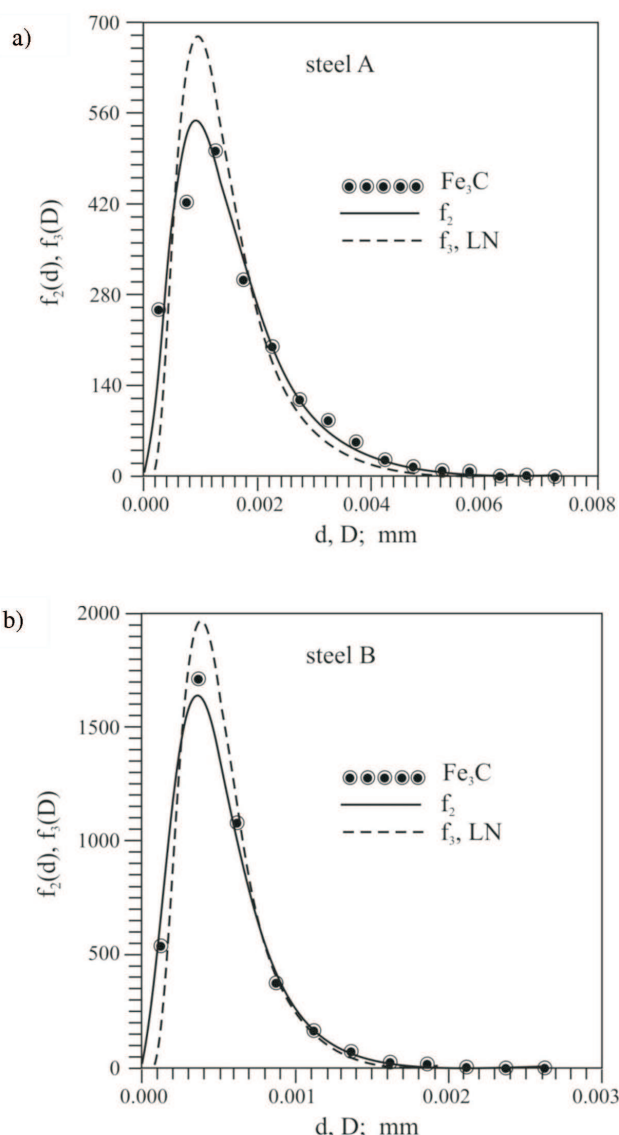 a)
700
steel A
560
Fe₃C
420
f₂
f₃, LN
f₂(d), f₃(D)
280
140
0
0.000 0.002 0.004 0.006 0.008
d, D; mm
b)
2000
steel B
1500
Fe₃C
f₂
f₃, LN
1000
f₂(d), f₃(D)
500
0
0.000 0.001 0.002 0.003
d, D; mm